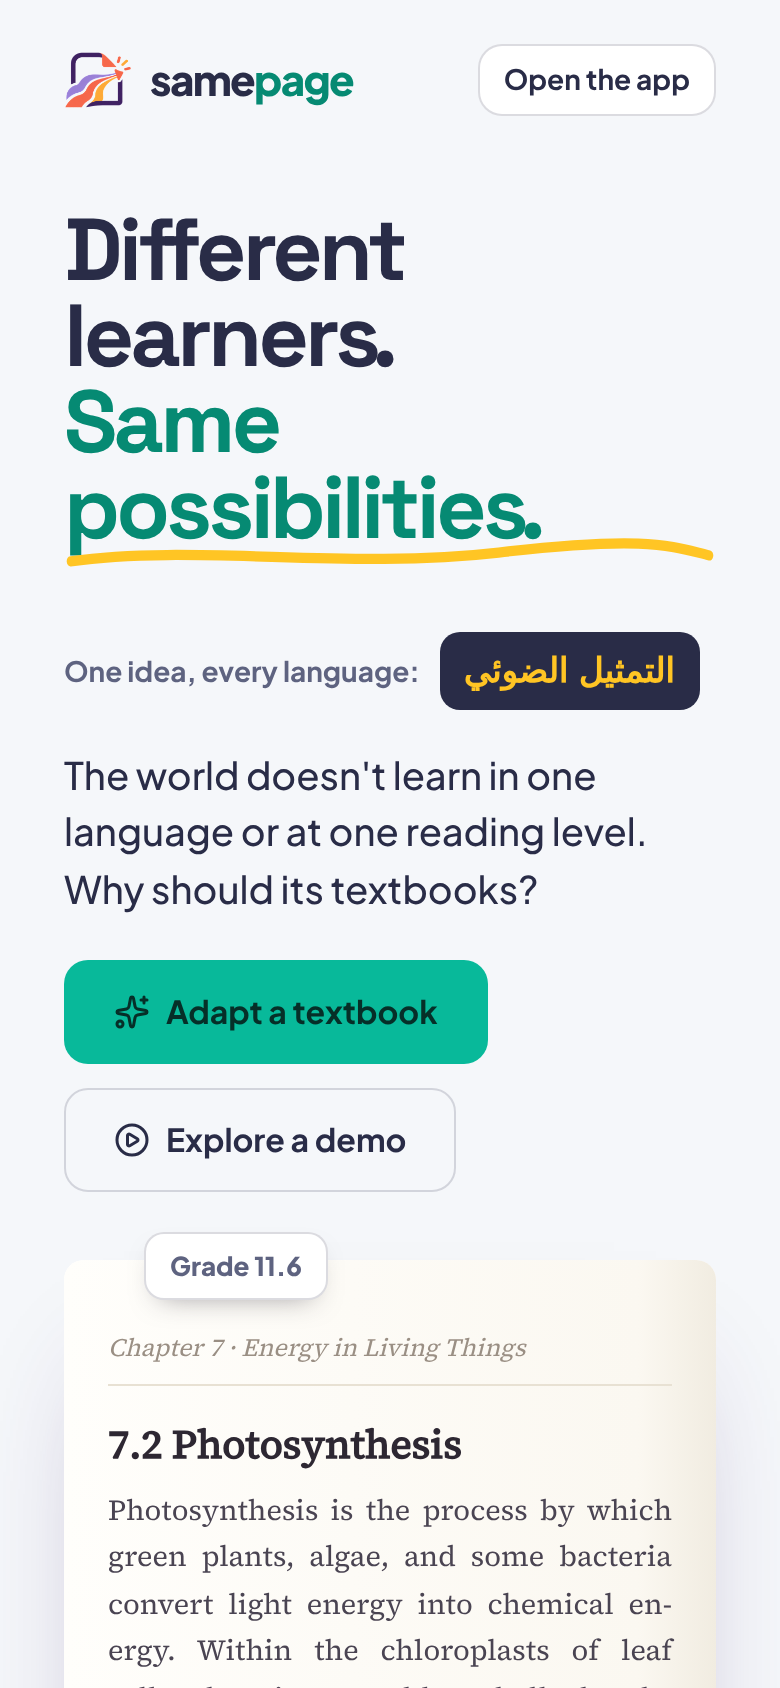 samepage
Open the app
Different
learners.
Same
possibilities.
One idea, every language:
التمثيل الضوئي
The world doesn't learn in one
language or at one reading level.
Why should its textbooks?
Adapt a textbook
Explore a demo
Grade 11.6
Chapter 7 · Energy in Living Things
7.2 Photosynthesis
Photosynthesis is the process by which
green plants, algae, and some bacteria
convert light energy into chemical en-
ergy. Within the chloroplasts of leaf